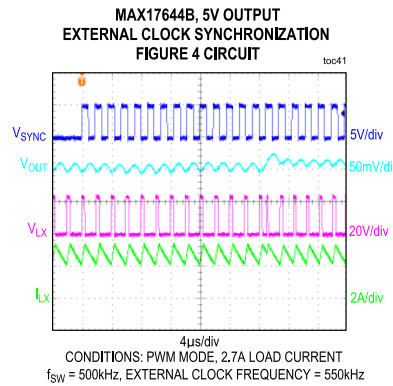 MAX17644B, 5V OUTPUT
EXTERNAL CLOCK SYNCHRONIZATION
FIGURE 4 CIRCUIT
toc41
VSYNC
5V/div
VOUT
50mV/di
VLX
20V/div
ILX
2A/div
4µs/div
CONDITIONS: PWM MODE, 2.7A LOAD CURRENT
fSW = 500kHz, EXTERNAL CLOCK FREQUENCY = 550kHz